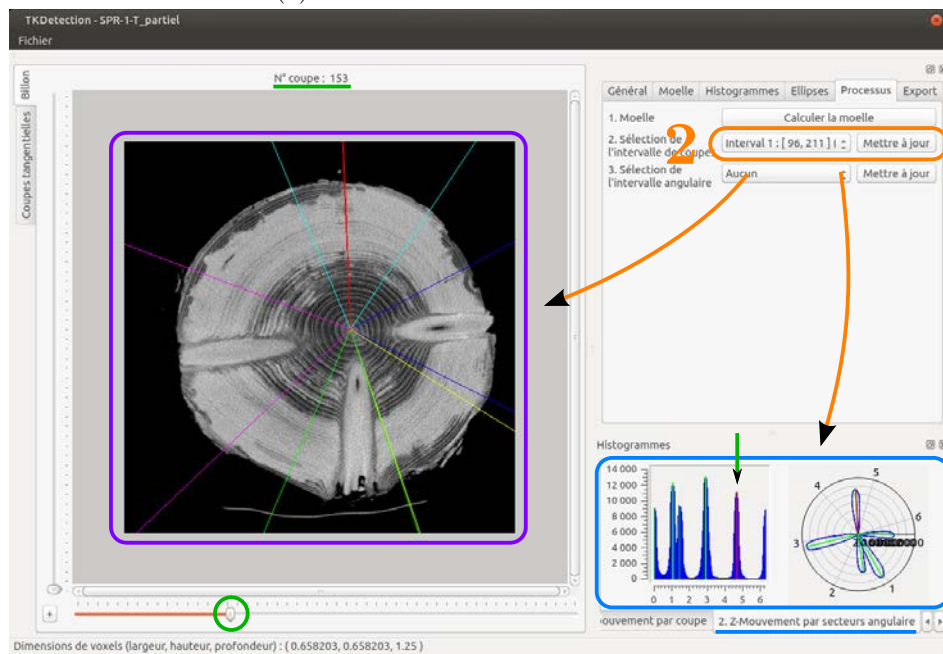 TKDetection - SPR-1-T_partiel
Fichier
N° coupe : 153
Billon
Coupes tangentielles
Général Moelle Histogrammes Ellipses Processus Export
1. Moelle Calculer la moelle
2. Sélection de l'intervalle de coupes
Interval 1 : [ 96, 211 ] ( Mettre à jour
2
3. Sélection de l'intervalle angulaire
Aucun Mettre à jour
Histogrammes
14 000
12 000
10 000
8 000
6 000
4 000
2 000
0
0 1 2 3 4 5 6
5
4
6
3
2
1
ouvement par coupe 2. Z-Mouvement par secteurs angulaire
+
Dimensions de voxels (largeur, hauteur, profondeur) : ( 0.658203, 0.658203, 1.25 )